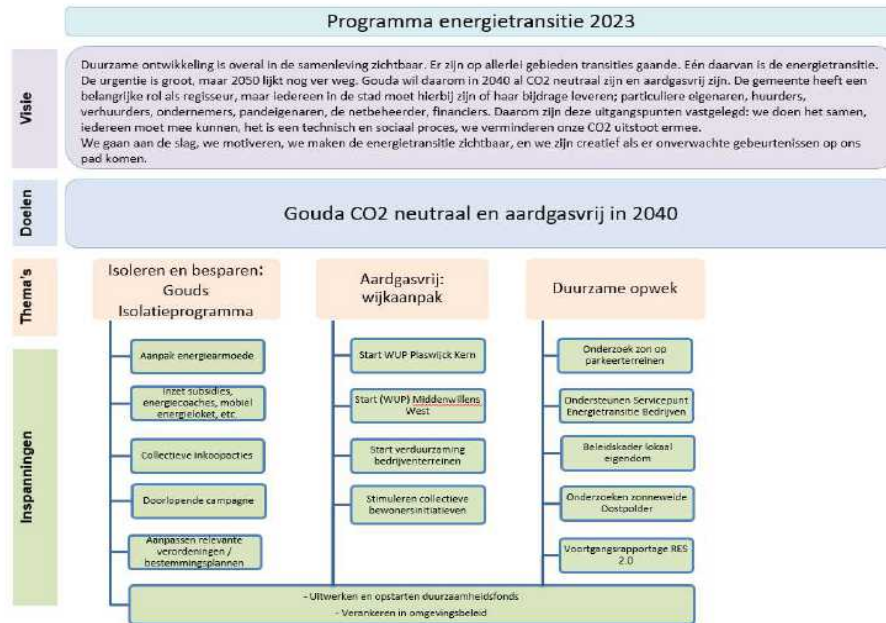 Programma energietransitie 2023
Visie
Duurzame ontwikkeling is overal in de samenleving zichtbaar. Er zijn op allerlei gebieden transities gaande. Eén daarvan is de energietransitie.
De urgentie is groot, maar 2050 lijkt nog ver weg. Gouda wil daarom in 2040 al CO2 neutraal zijn en aardgasvrij zijn. De gemeente heeft een
belangrijke rol als regisseur, maar iedereen in de stad moet hierbij zijn of haar bijdrage leveren; particuliere eigenaren, huurders,
verhuurders, ondernemers, pandeigenaren, de netbeheerder, financiers. Daarom zijn deze uitgangspunten vastgelegd: we doen het samen,
iedereen moet mee kunnen, het is een technisch en sociaal proces, we verminderen onze CO2 uitstoot ermee.
We gaan aan de slag, we motiveren, we maken de energietransitie zichtbaar, en we zijn creatief als er onverwachte gebeurtenissen op ons
pad komen.
Doelen
Gouda CO2 neutraal en aardgasvrij in 2040
Thema's
Isoleren en besparen:
Gouds
Isolatieprogramma
Aardgasvrij:
wijkaanpak
Duurzame opwek
Inspanningen
Aanpak energiearmoede
Inzet subsidies,
energiecoaches, mobiel
energieloket, etc.
Collectieve inkoopacties
Doorlopende campagne
Aanpassen relevante
verordeningen /
bestemmingsplannen
Start WUP Plaswijck Kern
Start (WUP) Middenwillens
West
Start verduurzaming
bedrijventerreinen
Stimuleren collectieve
bewonersinitiatieven
Onderzoek zon op
parkeerterreinen
Ondersteunen Servicepunt
Energietransitie Bedrijven
Beleidskader lokaal
eigendom
Onderzoeken zonneweide
Oostpolder
Voortgangsrapportage RES
2.0
- Uitwerken en opstarten duurzaamheidsfonds
- Verankeren in omgevingsbeleid